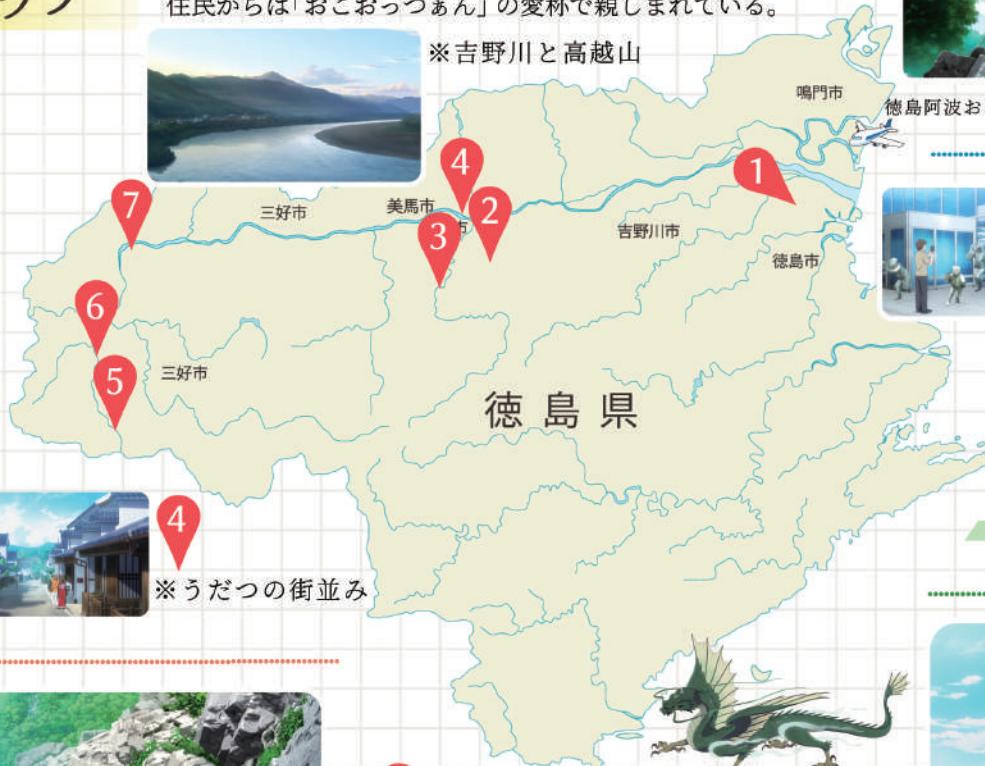 住民からは「おこおっつぁん」の愛称で親しまれている。
※吉野川と高越山
鳴門市
徳島阿波お
4
1
7
2
三好市
美馬市
3
市
吉野川市
徳島市
6
5
三好市
徳島県
4
※うだつの街並み